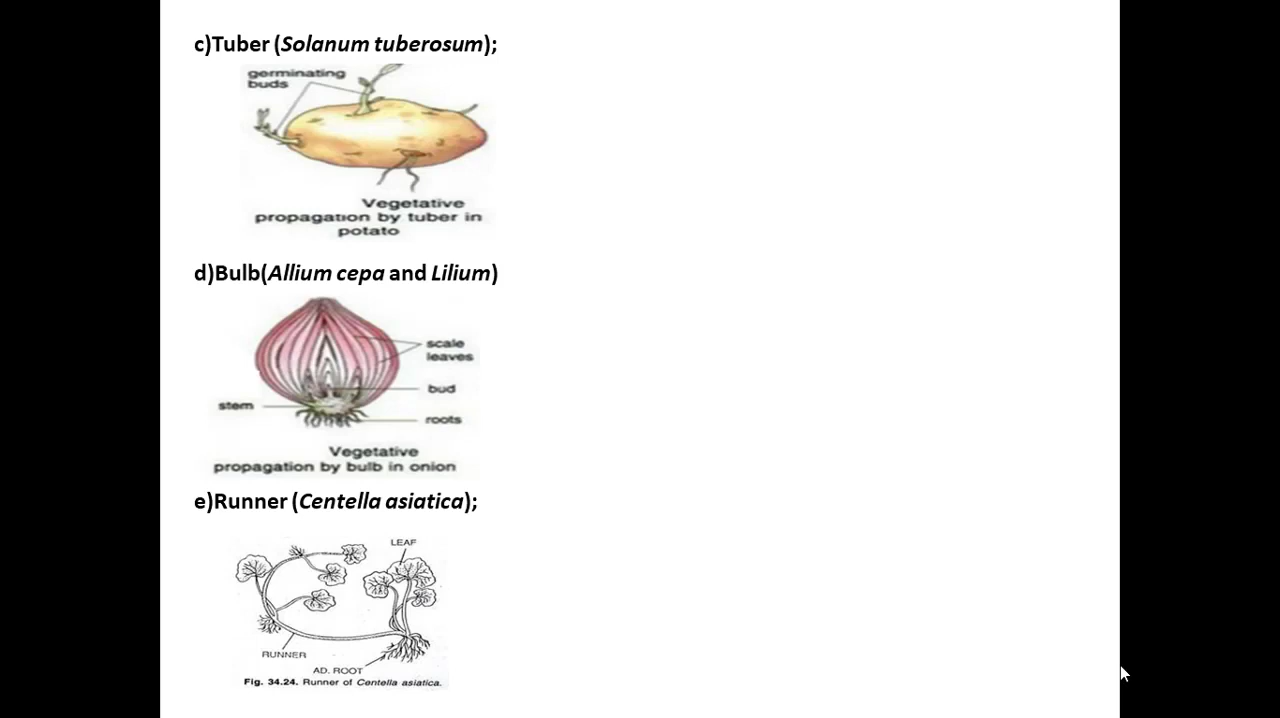 c)Tuber (Solanum tuberosum);
germinating
buds
Vegetative
propagation by tuber in
potato
d)Bulb(Allium cepa and Lilium)
scale
leaves
bud
stem
roots
Vegetative
propagation by bulb in onion
e)Runner (Centella asiatica);
LEAF
RUNNER
AD. ROOT
Fig. 34.24. Runner of Centella asiatica.